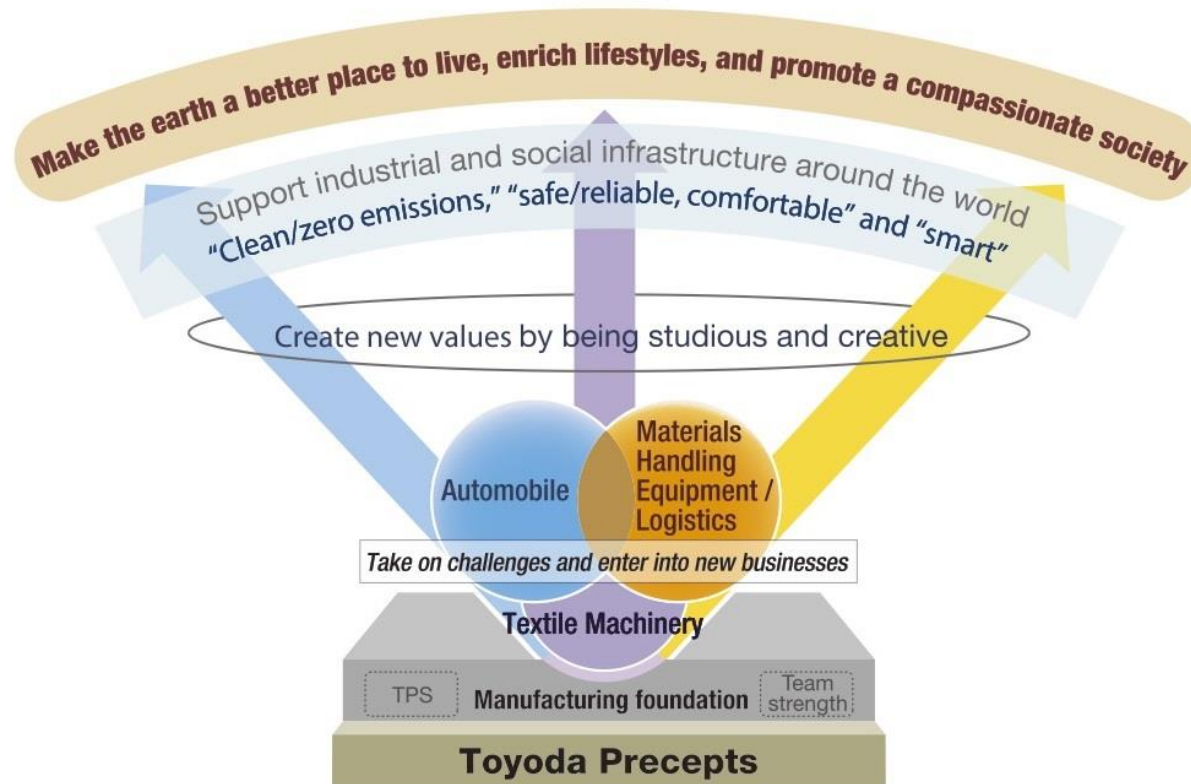 Make the earth a better place to live, enrich lifestyles, and promote a compassionate society
Support industrial and social infrastructure around the world
“Clean/zero emissions,” “safe/reliable, comfortable” and “smart”
Create new values by being studious and creative
Automobile
Materials
Handling
Equipment /
Logistics
Take on challenges and enter into new businesses
Textile Machinery
TPS
Manufacturing foundation
Team
strength
Toyoda Precepts